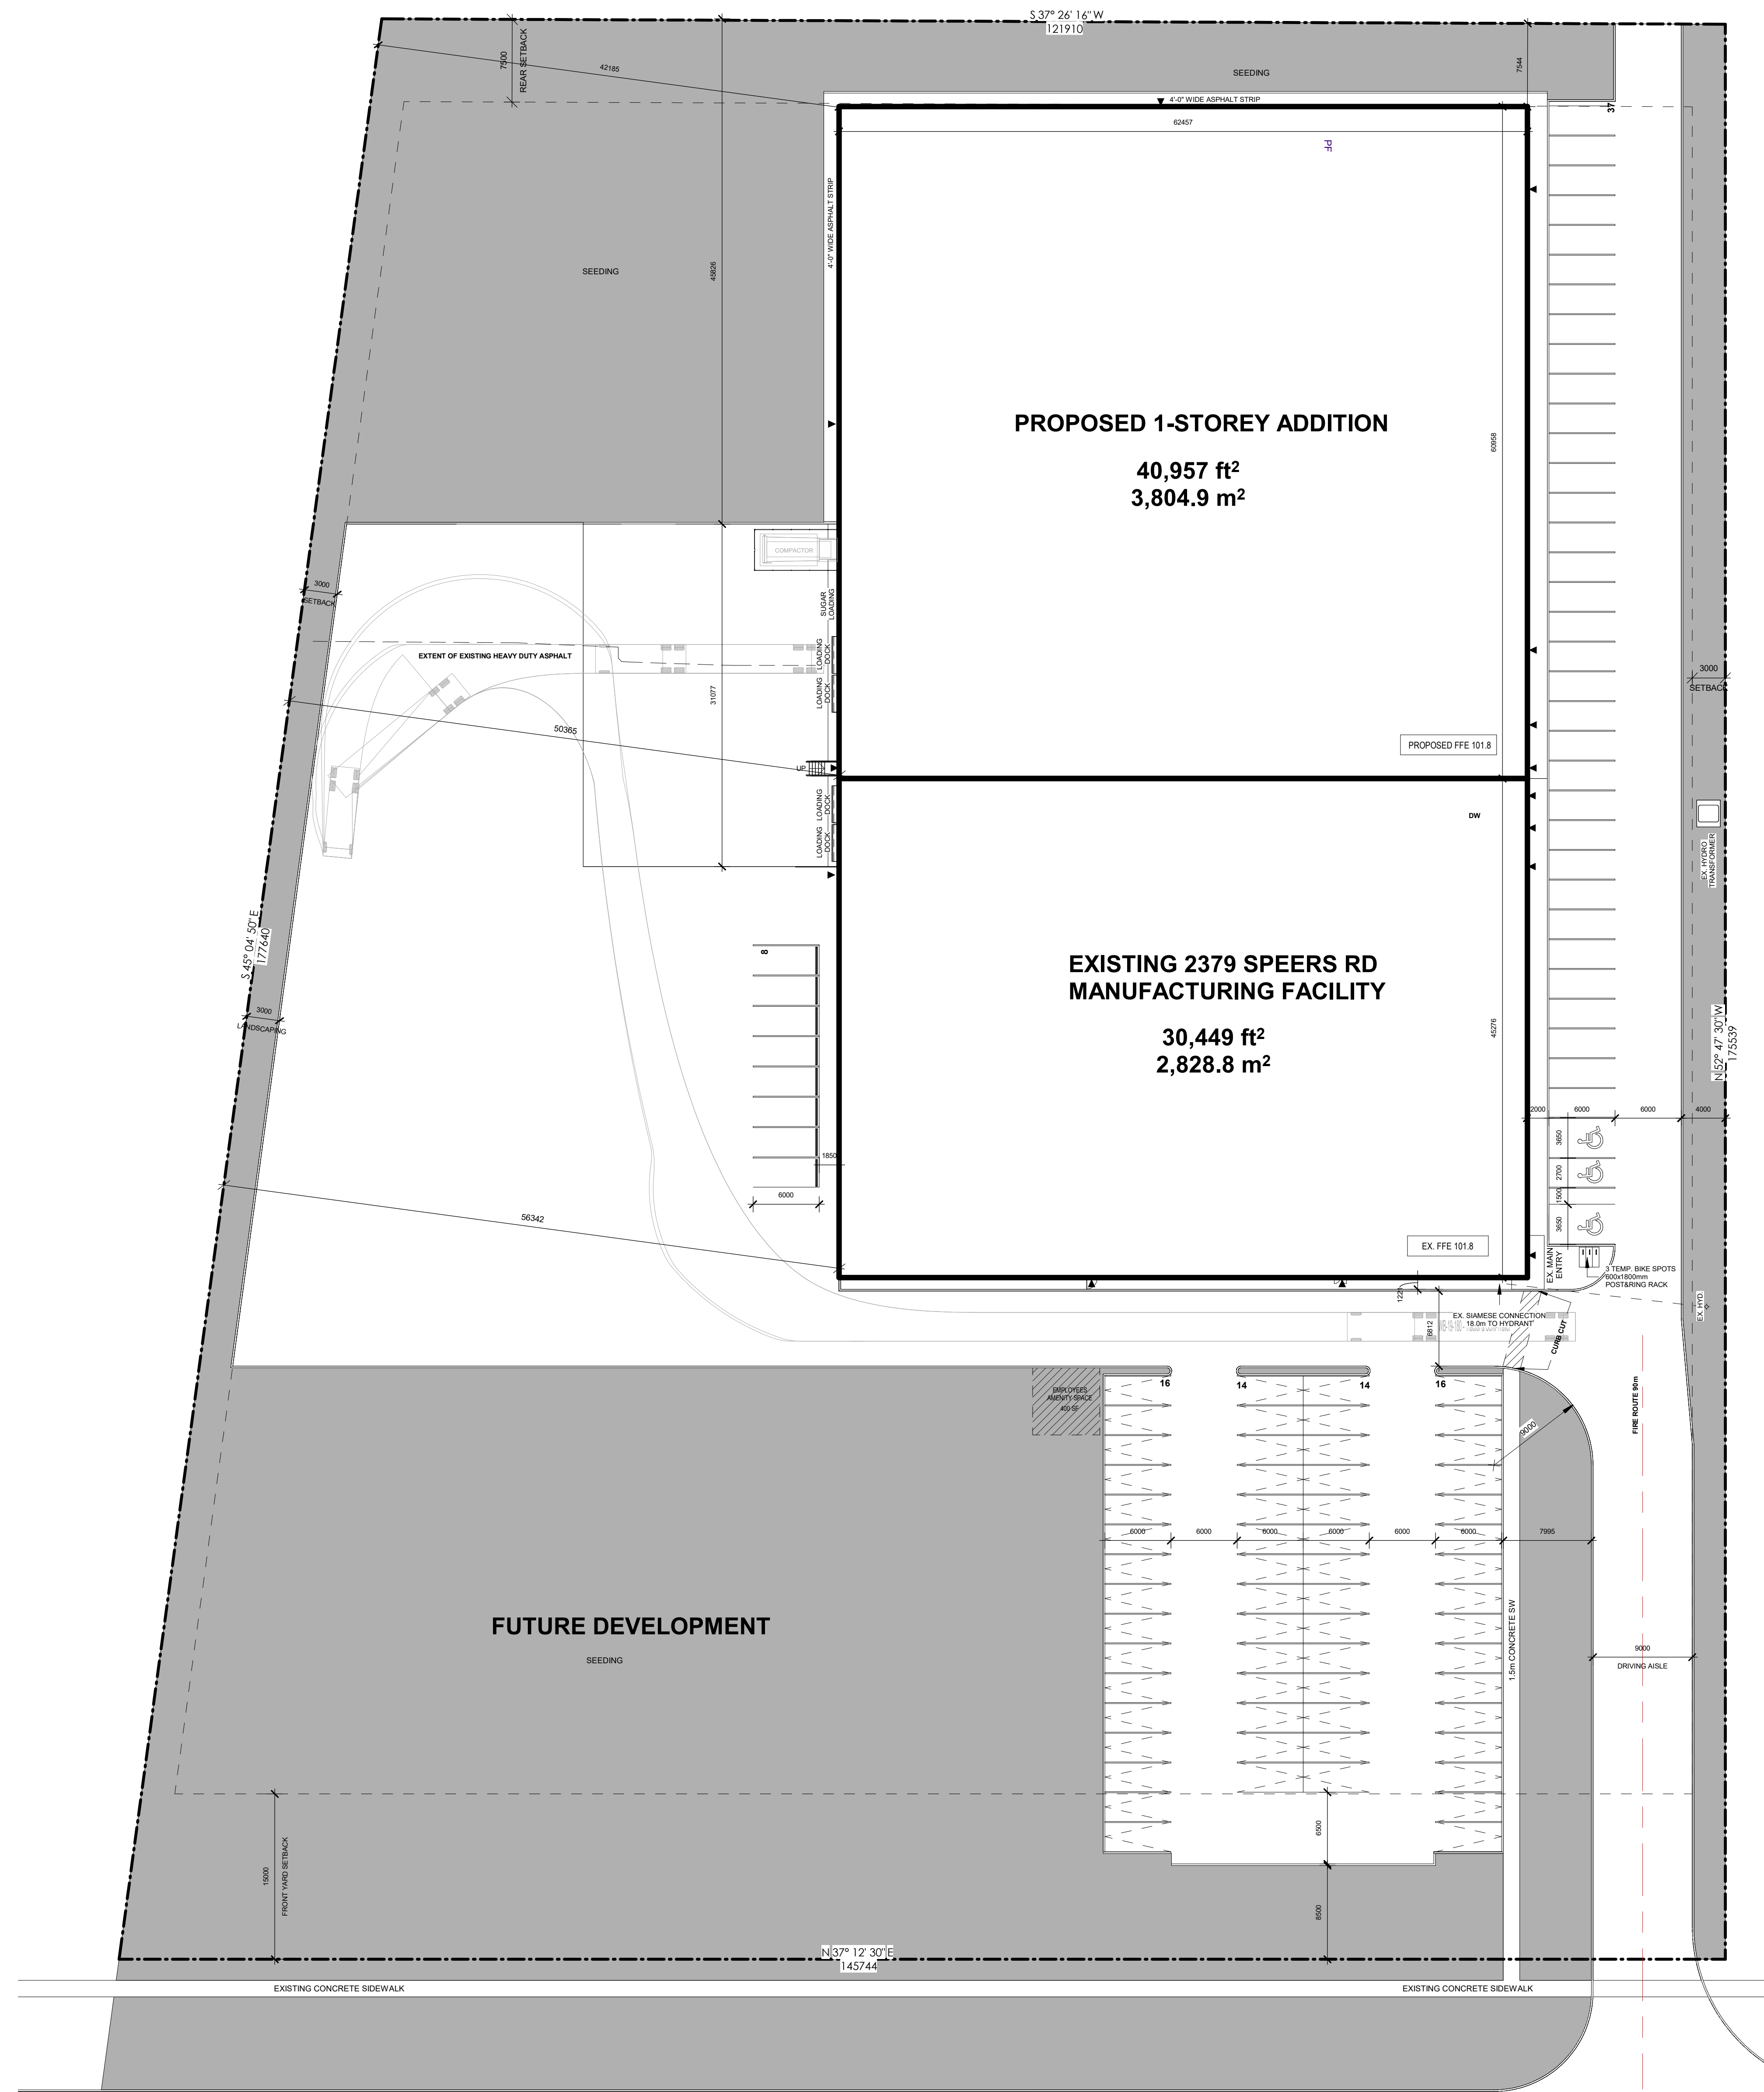 S 37° 26' 16" W
121910
7500
REAR SETBACK
42185
SEEDING
7544
4'-0" WIDE ASPHALT STRIP
37
62457
PF
4'-0" WIDE ASPHALT STRIP
SEEDING
45826
PROPOSED 1-STOREY ADDITION
40,957 ft²
3,804.9 m²
60958
COMPACTOR
3000
SETBACK
SUGAR
LOADING
EXTENT OF EXISTING HEAVY DUTY ASPHALT
LOADING
DOCK
LOADING
DOCK
31077
3000
SETBACK
50365
PROPOSED FFE 101.8
UP
LOADING
DOCK
LOADING
DOCK
DW
EX. HYDRO
TRANSFORMER
S 45° 04' 50" E
177640
8
EXISTING 2379 SPEERS RD
MANUFACTURING FACILITY
30,449 ft²
2,828.8 m²
45276
3000
LANDSCAPING
N 52° 47' 30" W
175539
2000
6000
6000
4000
3650
2700
1500
3650
1850
6000
56342
EX. FFE 101.8
EX. MAIN
ENTRY
3 TEMP. BIKE SPOTS
600x1800mm
POST&RING RACK
1221
EX. HYD.
EX. SIAMESE CONNECTION
18.0m TO HYDRANT
6812
CURB CUT
16
14
14
16
EMPLOYEES
AMENITY SPACE
400 SF
FIRE ROUTE 90m
9000
6000
6000
6000
6000
6000
6000
7995
FUTURE DEVELOPMENT
SEEDING
1.5m CONCRETE SW
9000
DRIVING AISLE
6500
15000
FRONT YARD SETBACK
8500
N 37° 12' 30" E
145744
EXISTING CONCRETE SIDEWALK
EXISTING CONCRETE SIDEWALK